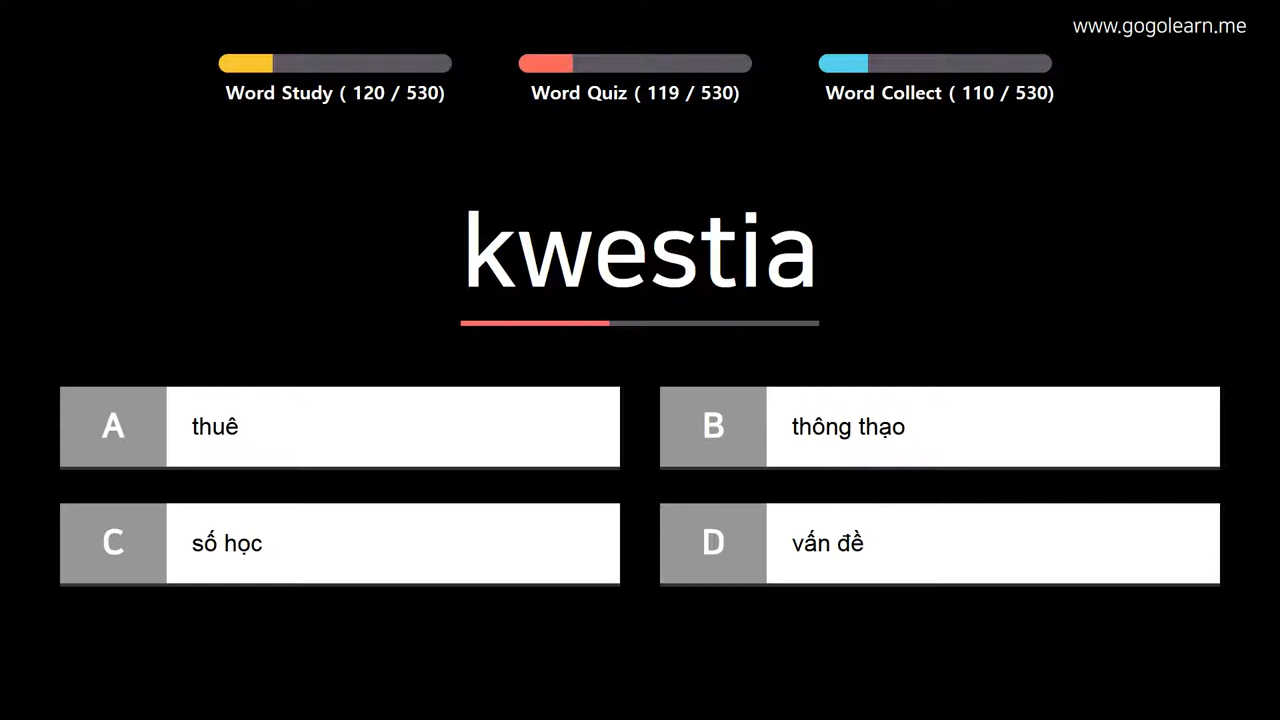 www.gogolearn.me
Word Study ( 120 / 530)
Word Quiz ( 119 / 530)
Word Collect ( 110 / 530)
kwestia
A thuê
B thông thạo
C số học
D vấn đề